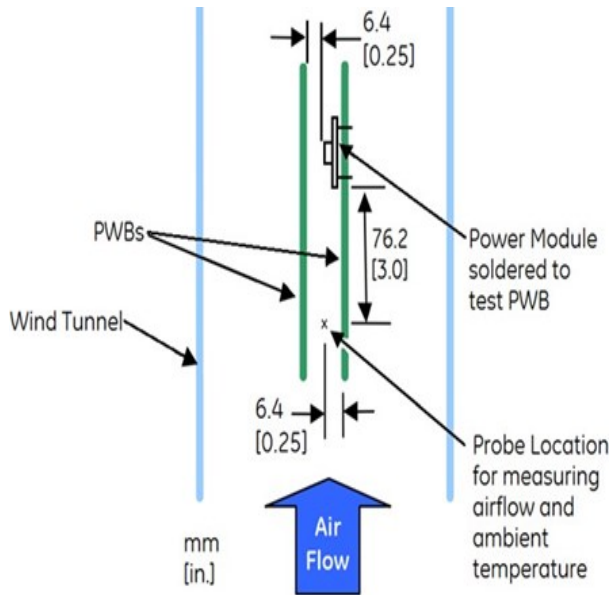 6.4
[0.25]
PWBs
Power Module
soldered to
test PWB
76.2
[3.0]
Wind Tunnel
x
6.4
[0.25]
Probe Location
for measuring
airflow and
ambient
temperature
Air
Flow
mm
[in.]